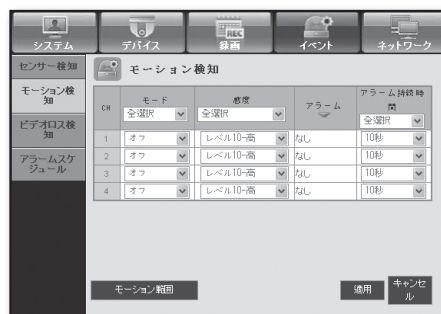 システム
デバイス
REC
録画
イベント
ネットワーク
センサー検知
モーション検
知
ビデオロス検
知
アラームスケ
ジュール
モーション検知
CH
モード
全選択
感度
全選択
アラーム
アラーム持続時
間
全選択
1 オフ レベル10-高 なし 10秒
2 オフ レベル10-高 なし 10秒
3 オフ レベル10-高 なし 10秒
4 オフ レベル10-高 なし 10秒
モーション範囲
適用
キャンセ
ル